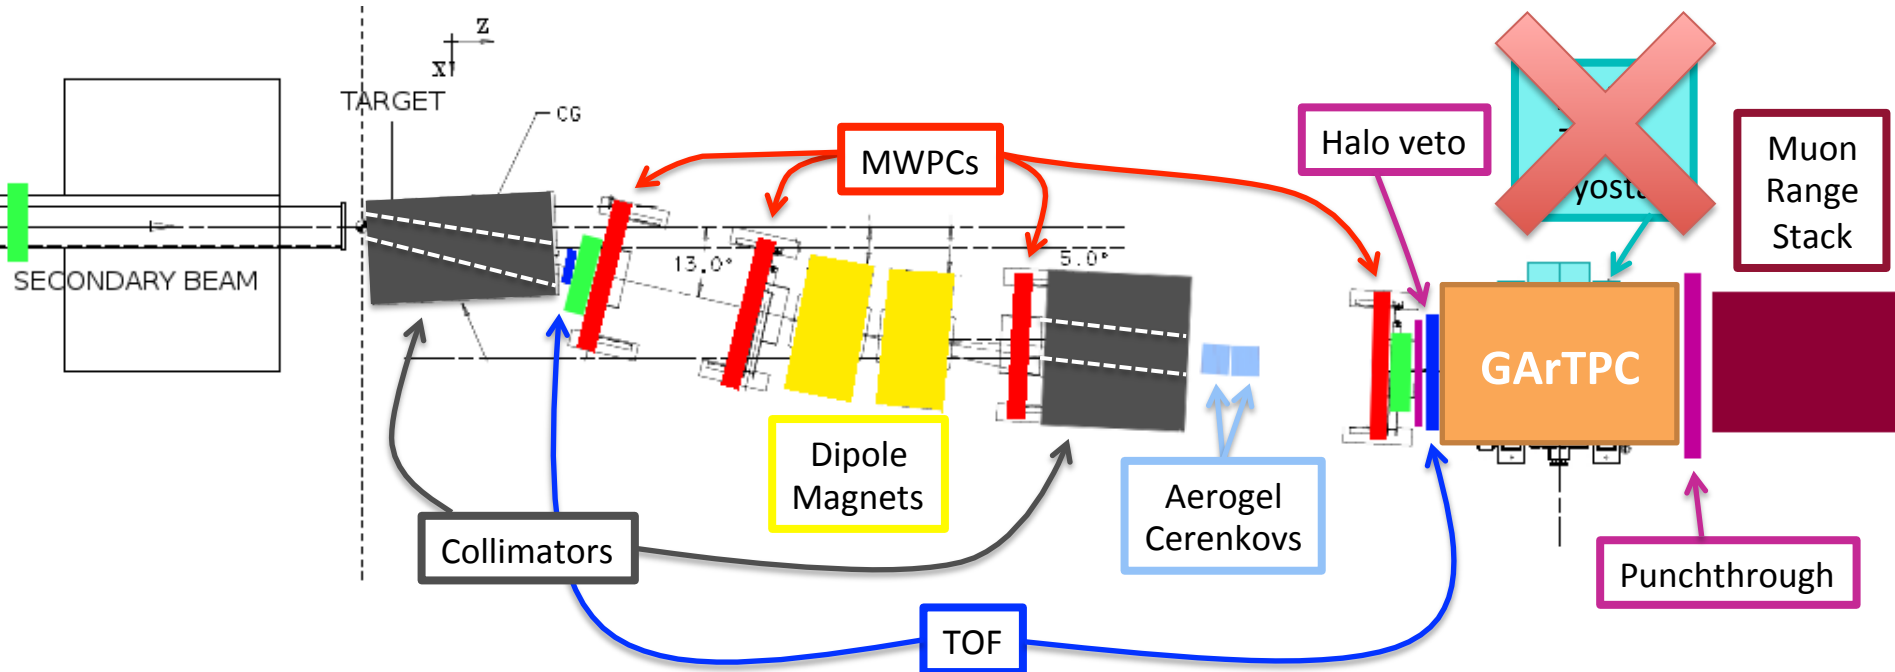 Z
X
TARGET
CG
SECONDARY BEAM
13.0°
5.0°
MWPCs
Halo veto
Muon
Range
Stack
GArTPC
Dipole
Magnets
Aerogel
Cerenkovs
Collimators
Punchthrough
TOF